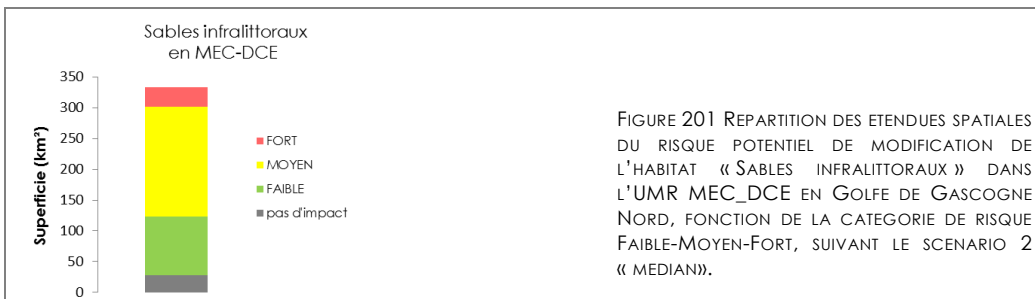 Sables infralittoraux
en MEC-DCE
Superficie (km²)
350
300
250
200
150
100
50
0
FORT
MOYEN
FAIBLE
pas d'impact
FIGURE 201 REPARTITION DES ETENDUES SPATIALES
DU RISQUE POTENTIEL DE MODIFICATION DE
L'HABITAT « SABLES INFRALITTORAUX » DANS
L'UMR MEC_DCE EN GOLFE DE GASCOGNE
NORD, FONCTION DE LA CATEGORIE DE RISQUE
FAIBLE-MOYEN-FORT, SUIVANT LE SCENARIO 2
« MEDIAN».